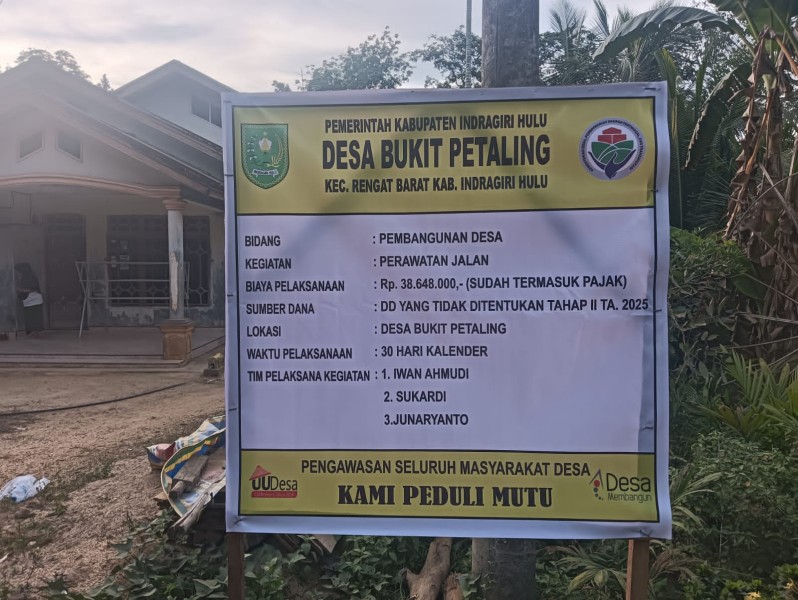 PEMERINTAH KABUPATEN INDRAGIRI HULU
DESA BUKIT PETALING
KEC. RENGAT BARAT KAB. INDRAGIRI HULU
BIDANG : PEMBANGUNAN DESA
KEGIATAN : PERAWATAN JALAN
BIAYA PELAKSANAAN : Rp. 38.648.000,- (SUDAH TERMASUK PAJAK)
SUMBER DANA : DD YANG TIDAK DITENTUKAN TAHAP II TA. 2025
LOKASI : DESA BUKIT PETALING
WAKTU PELAKSANAAN : 30 HARI KALENDER
TIM PELAKSANA KEGIATAN : 1. IWAN AHMUDI
2. SUKARDI
3.JUNARYANTO
PENGAWASAN SELURUH MASYARAKAT DESA
KAMI PEDULI MUTU
UUDesa
Desa
Membangun